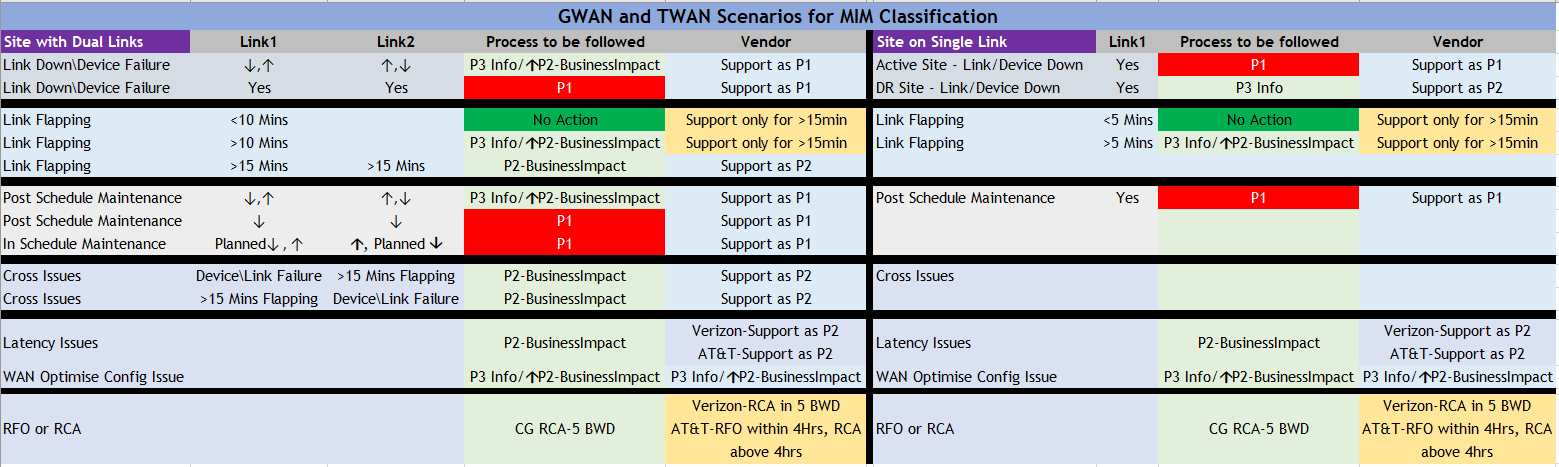 GWAN and TWAN Scenarios for MIM Classification
Site with Dual Links Link1 Link2 Process to be followed Vendor Site on Single Link Link1 Process to be followed Vendor
Link Down\Device Failure ↓,↑ ↑,↓ P3 Info/↑P2-BusinessImpact Support as P1 Active Site - Link/Device Down Yes P1 Support as P1
Link Down\Device Failure Yes Yes P1 Support as P1 DR Site - Link/Device Down Yes P3 Info Support as P2
Link Flapping <10 Mins No Action Support only for >15min Link Flapping <5 Mins No Action Support only for >15min
Link Flapping >10 Mins P3 Info/↑P2-BusinessImpact Support only for >15min Link Flapping >5 Mins P3 Info/↑P2-BusinessImpact Support only for >15min
Link Flapping >15 Mins >15 Mins P2-BusinessImpact Support as P2
Post Schedule Maintenance ↓,↑ ↑,↓ P3 Info/↑P2-BusinessImpact Support as P1 Post Schedule Maintenance Yes P1 Support as P1
Post Schedule Maintenance ↓ ↓ P1 Support as P1
In Schedule Maintenance Planned↓ , ↑ ↑, Planned ↓ P1 Support as P1
Cross Issues Device\Link Failure >15 Mins Flapping P2-BusinessImpact Support as P2 Cross Issues
Cross Issues >15 Mins Flapping Device\Link Failure P2-BusinessImpact Support as P2
Latency Issues P2-BusinessImpact Verizon-Support as P2 Latency Issues P2-BusinessImpact Verizon-Support as P2
AT&T-Support as P2 AT&T-Support as P2
WAN Optimise Config Issue P3 Info/↑P2-BusinessImpact P3 Info/↑P2-BusinessImpact WAN Optimise Config Issue P3 Info/↑P2-BusinessImpact P3 Info/↑P2-BusinessImpact
Verizon-RCA in 5 BWD Verizon-RCA in 5 BWD
RFO or RCA CG RCA-5 BWD AT&T-RFO within 4Hrs, RCA RFO or RCA CG RCA-5 BWD AT&T-RFO within 4Hrs, RCA
above 4hrs above 4hrs